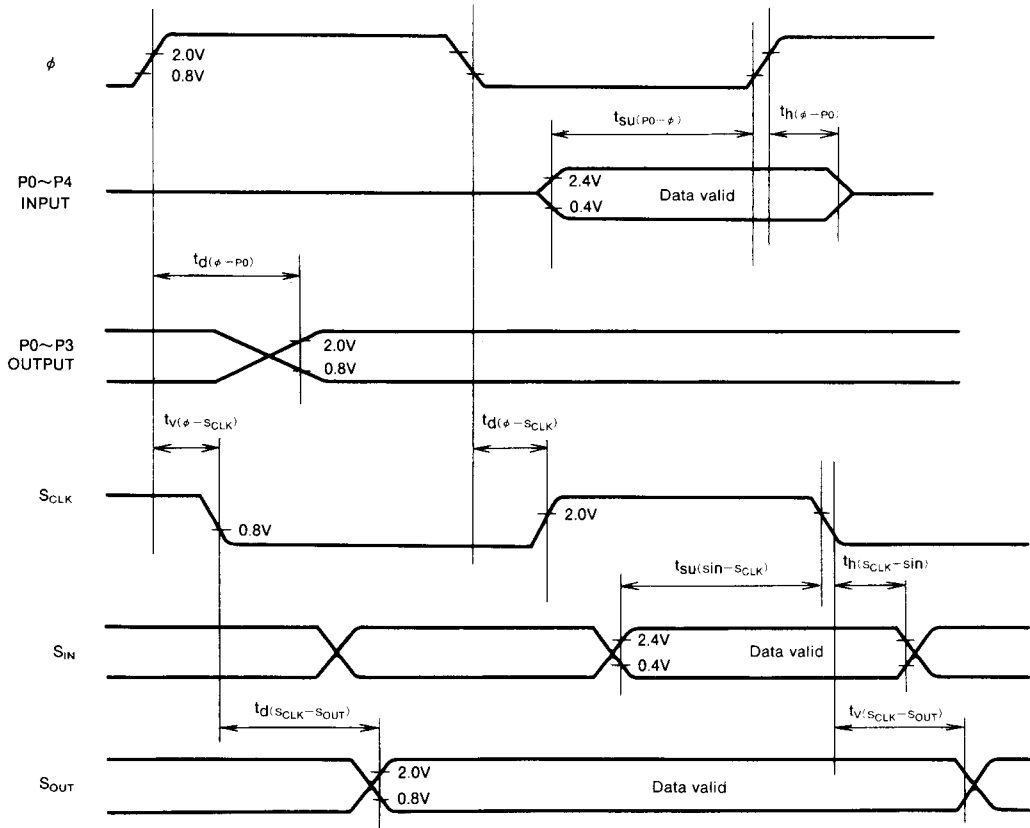 φ
2.0V
0.8V
tsu(P0−φ)
th(φ−P0)
P0~P4
INPUT
2.4V
0.4V
Data valid
td(φ−P0)
P0~P3
OUTPUT
2.0V
0.8V
tv(φ−SCLK)
td(φ−SCLK)
SCLK
0.8V
2.0V
tsu(sin−SCLK)
th(SCLK−sin)
SIN
2.4V
0.4V
Data valid
td(SCLK−SOUT)
tv(SCLK−SOUT)
SOUT
2.0V
0.8V
Data valid